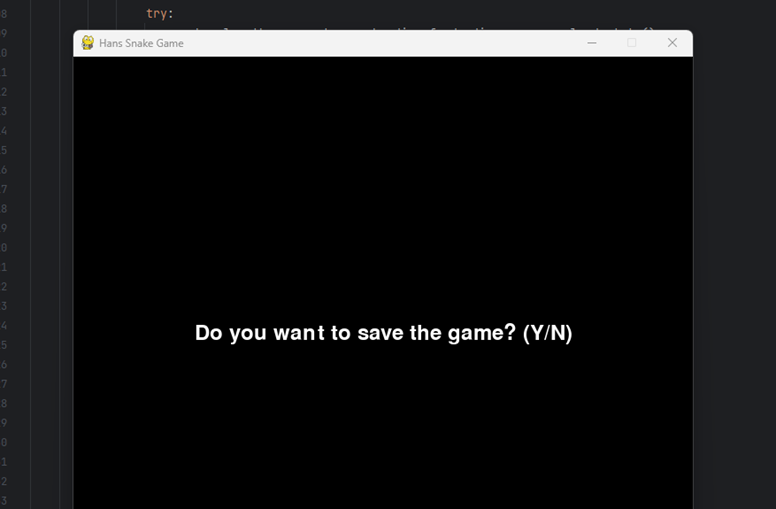 try:
Hans Snake Game
Do you want to save the game? (Y/N)